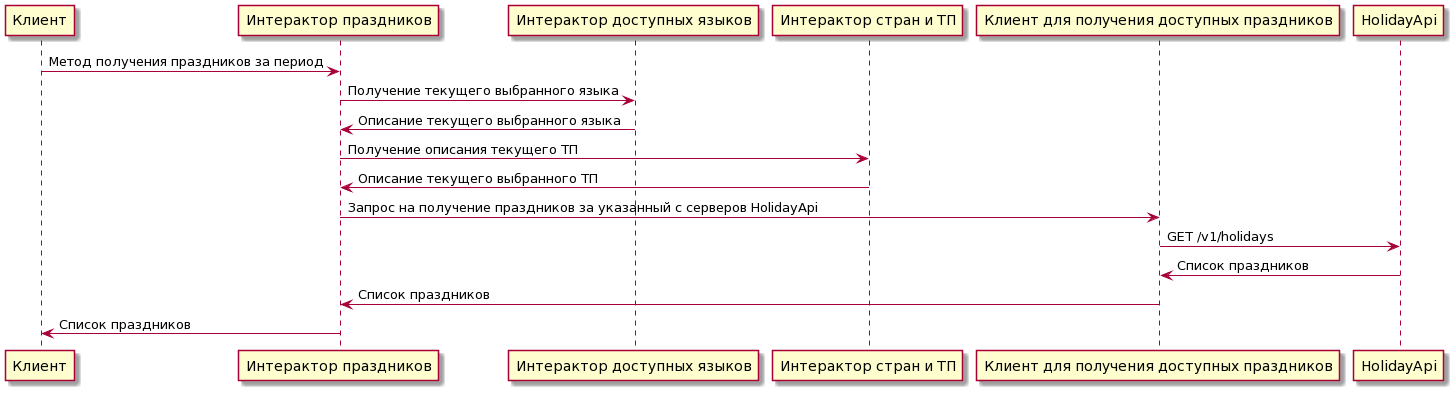 Клиент
Интерактор праздников
Интерактор доступных языков
Интерактор стран и ТП
Клиент для получения доступных праздников
HolidayApi
Метод получения праздников за период
Получение текущего выбранного языка
Описание текущего выбранного языка
Получение описания текущего ТП
Описание текущего выбранного ТП
Запрос на получение праздников за указанный с серверов HolidayApi
GET /v1/holidays
Список праздников
Список праздников
Список праздников
Клиент
Интерактор праздников
Интерактор доступных языков
Интерактор стран и ТП
Клиент для получения доступных праздников
HolidayApi